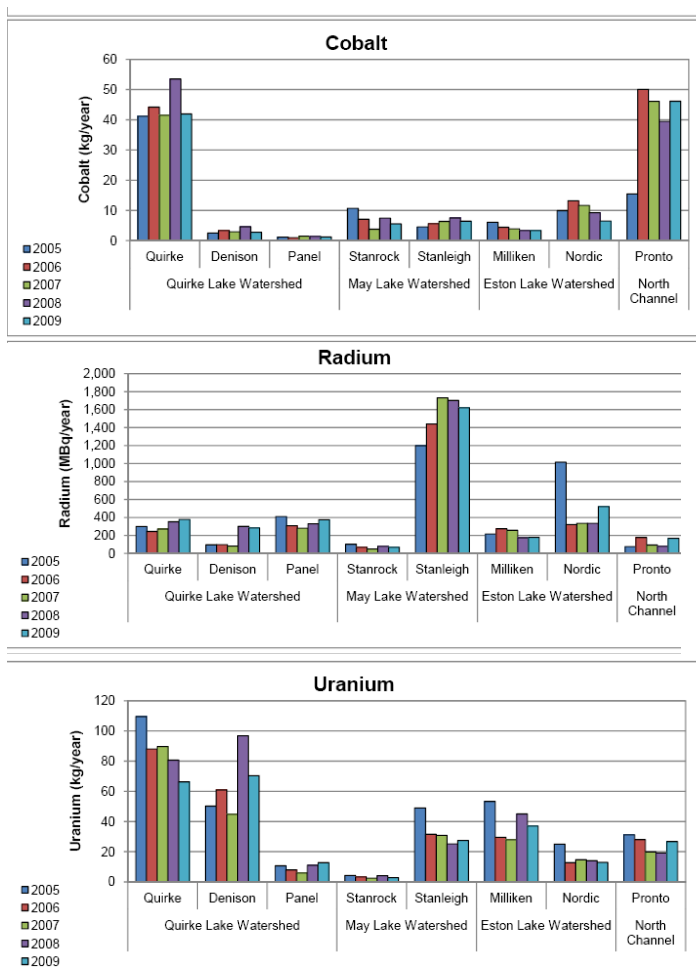 Cobalt
Cobalt (kg/year)
60
50
40
30
20
10
0
2005
2006
2007
2008
2009
Quirke Denison Panel Stanrock Stanleigh Milliken Nordic Pronto
Quirke Lake Watershed May Lake Watershed Eston Lake Watershed North
Channel
Radium
Radium (MBq/year)
2,000
1,800
1,600
1,400
1,200
1,000
800
600
400
200
0
2005
2006
2007
2008
2009
Quirke Denison Panel Stanrock Stanleigh Milliken Nordic Pronto
Quirke Lake Watershed May Lake Watershed Eston Lake Watershed North
Channel
Uranium
Uranium (kg/year)
120
100
80
60
40
20
0
2005
2006
2007
2008
2009
Quirke Denison Panel Stanrock Stanleigh Milliken Nordic Pronto
Quirke Lake Watershed May Lake Watershed Eston Lake Watershed North
Channel